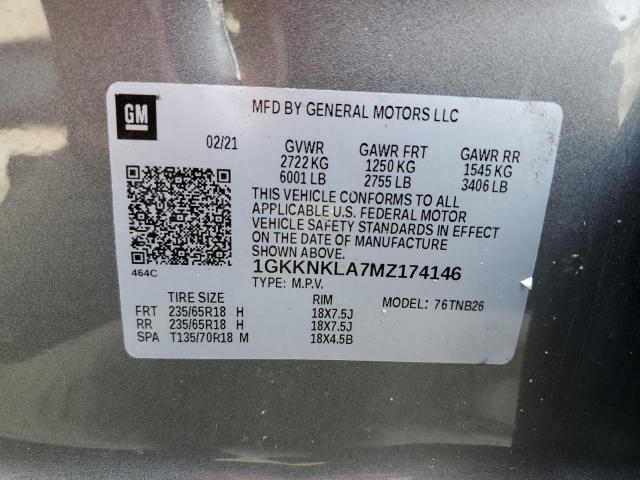 GM
MFD BY GENERAL MOTORS LLC
02/21 GVWR GAWR FRT GAWR RR
2722 KG 1250 KG 1545 KG
6001 LB 2755 LB 3406 LB
THIS VEHICLE CONFORMS TO ALL
APPLICABLE U.S. FEDERAL MOTOR
VEHICLE SAFETY STANDARDS IN
EFFECT ON THE DATE OF MANUFACTURE
SHOWN ABOVE.
464C
1GKKNKLA7MZ174146
TYPE: M.P.V.
TIRE SIZE RIM MODEL: 76TNB26
FRT 235/65R18 H 18X7.5J
RR 235/65R18 H 18X7.5J
SPA T135/70R18 M 18X4.5B